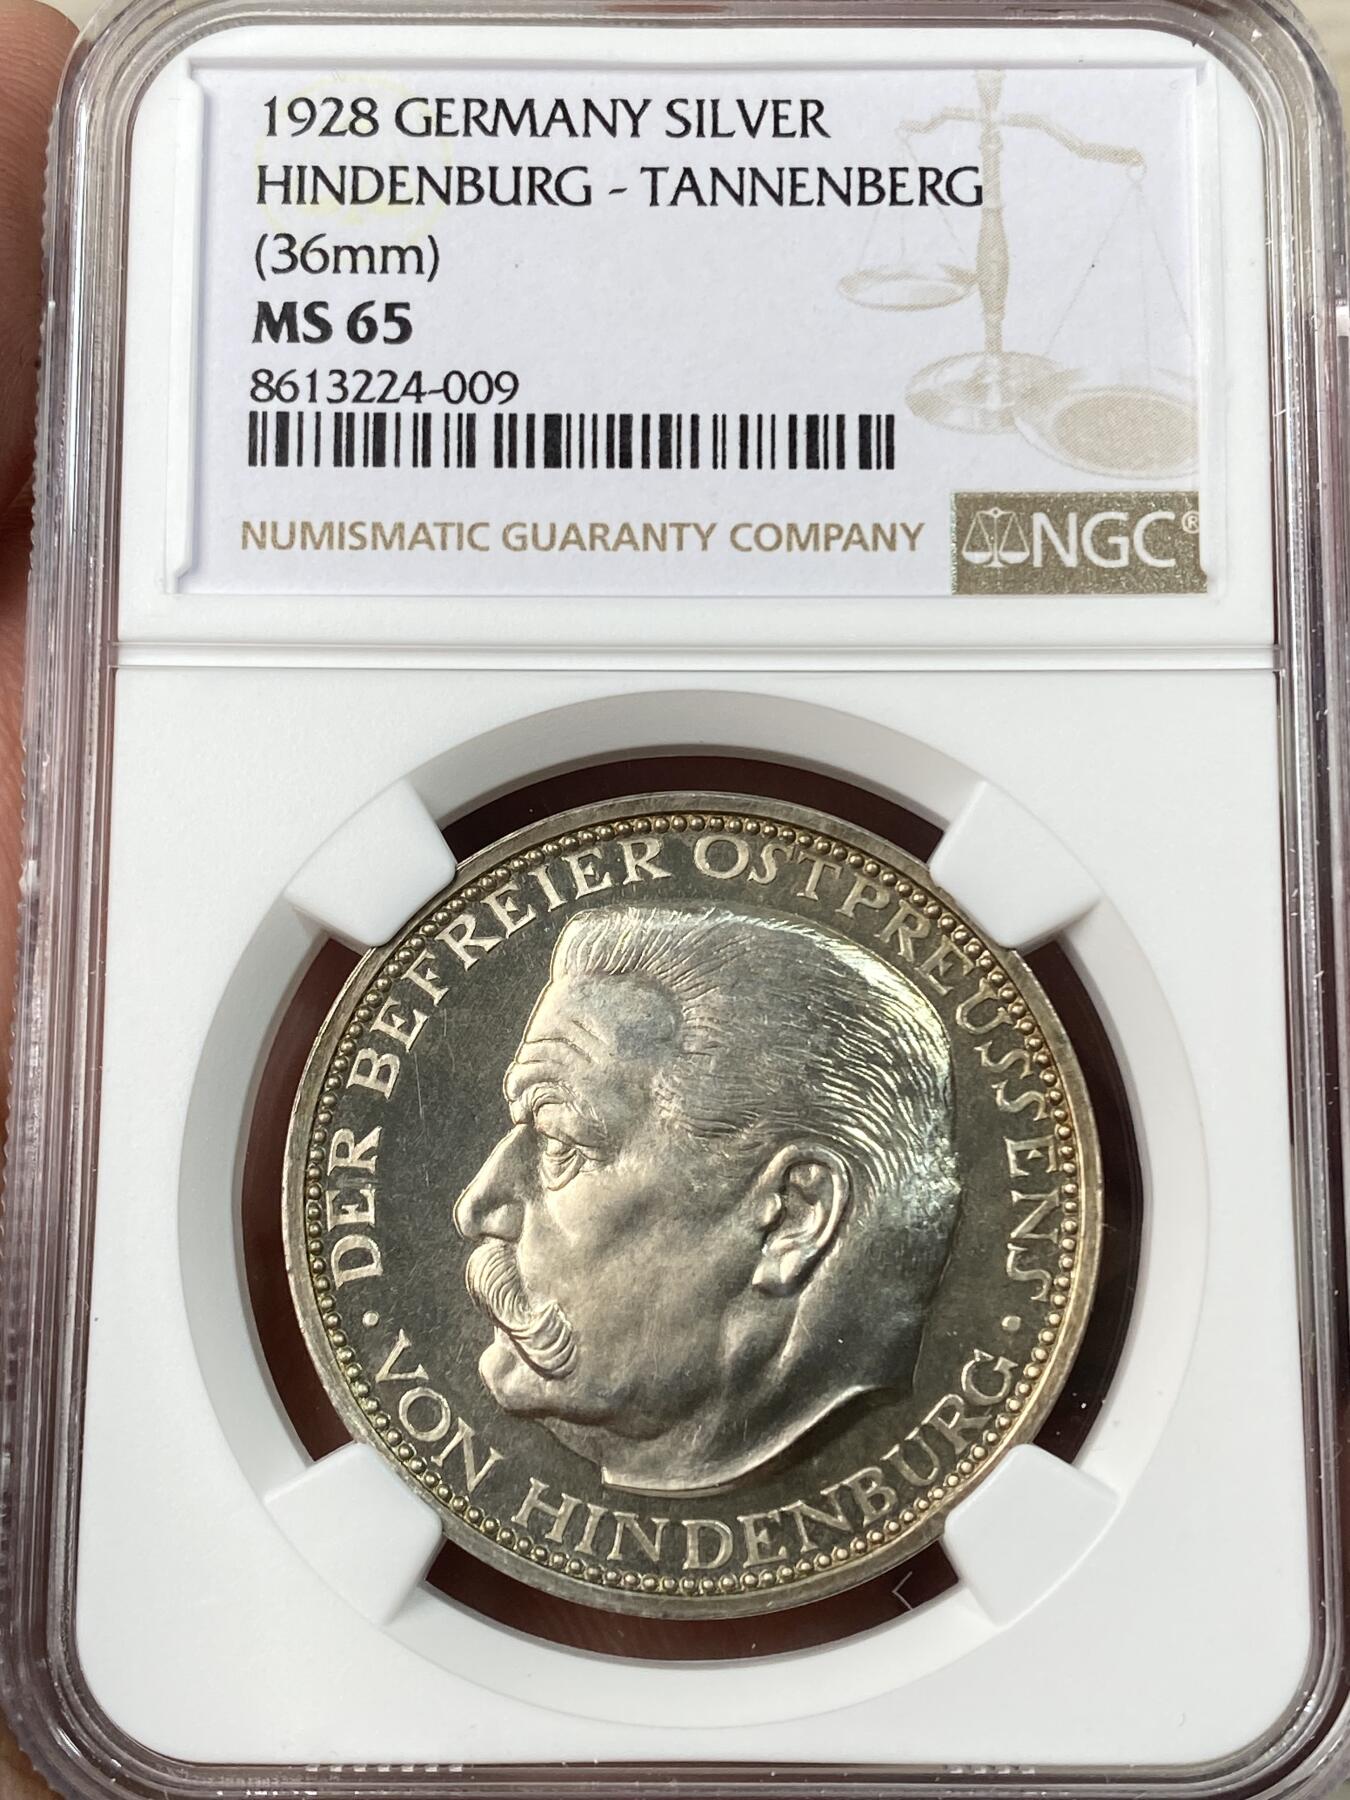 1928 GERMANY SILVER
HINDENBURG - TANNENBERG
(36mm)
MS 65
8613224-009
NUMISMATIC GUARANTY COMPANY
NGC®
DER BEFREIER OSTPREUSSENS
· VON HINDENBURG ·